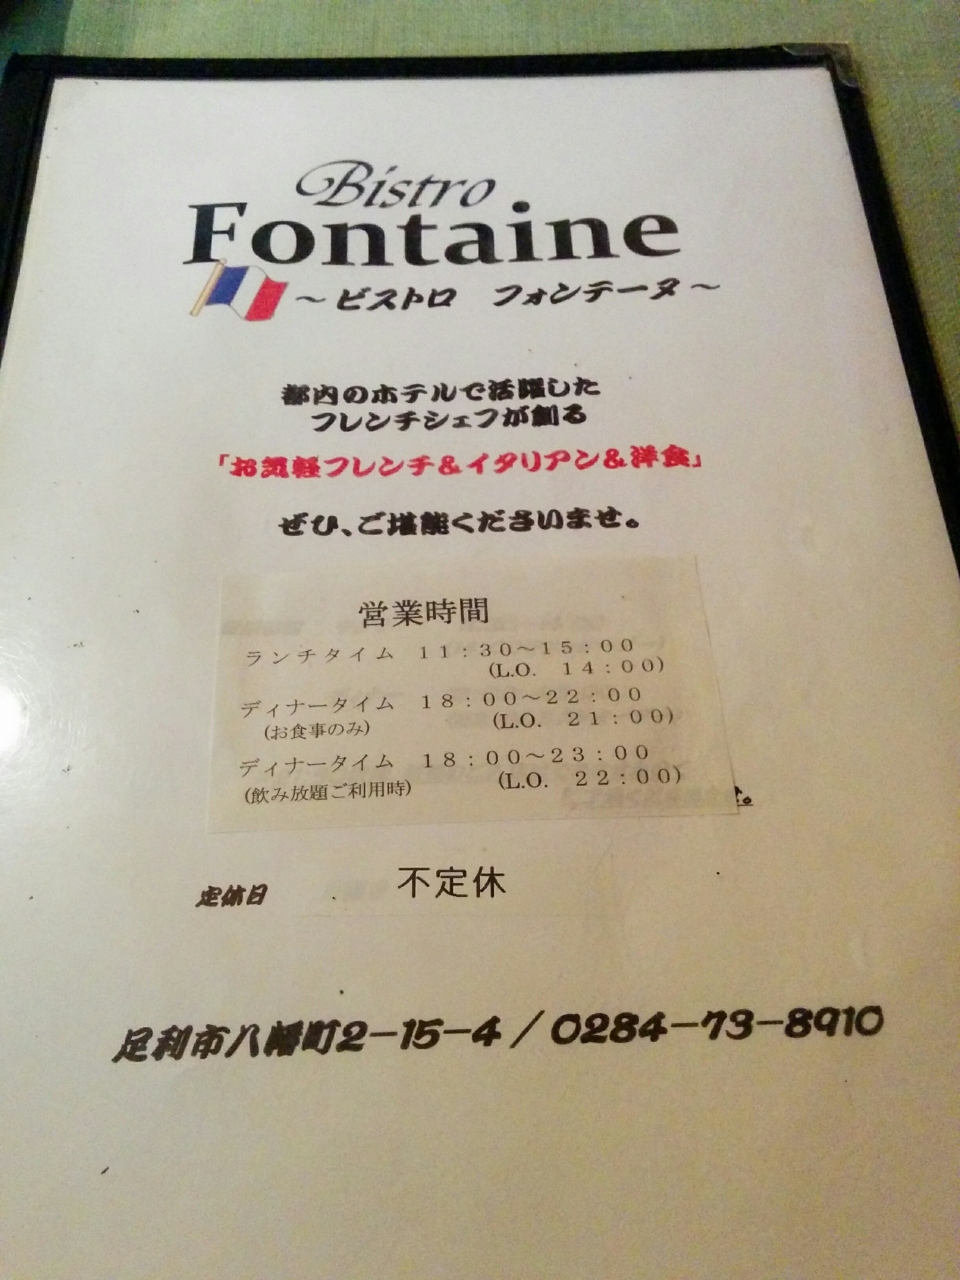 Bistro
Fontaine
～ビストロ　フォンテーヌ～
都内のホテルで活躍した
フレンチシェフが創る
「お気軽フレンチ＆イタリアン＆洋食」
ぜひ、ご堪能くださいませ。
営業時間
ランチタイム　１１：３０～１５：００
(L.O.　１４：００)
ディナータイム　１８：００～２２：００
(お食事のみ)　(L.O.　２１：００)
ディナータイム　１８：００～２３：００
(飲み放題ご利用時)　(L.O.　２２：００)
定休日　不定休
足利市八幡町2－15－4／0284－73－8910